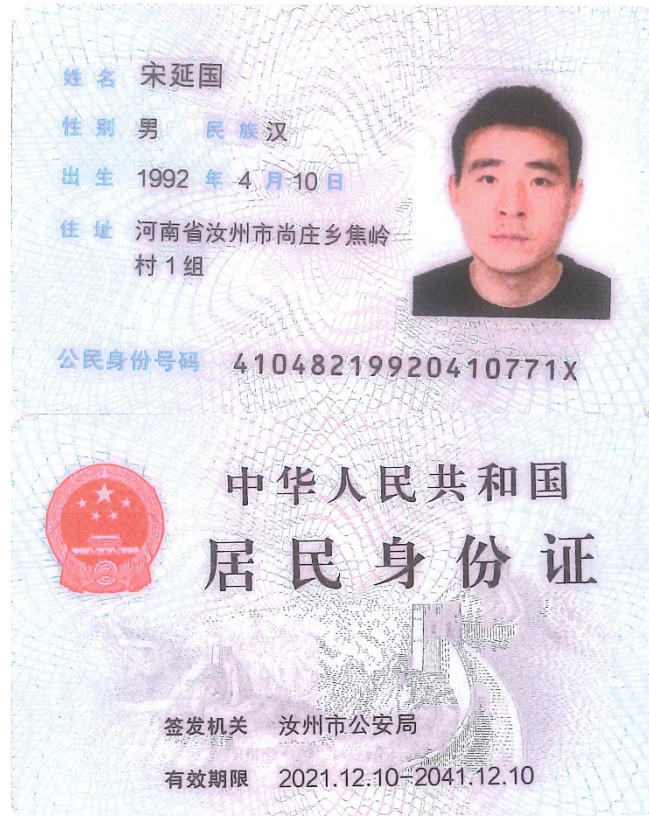 姓名 宋延国
性别 男 民族 汉
出生 1992 年 4 月 10 日
住址 河南省汝州市尚庄乡焦岭
村1组
公民身份号码 41048219920410771X
中华人民共和国
居民身份证
签发机关 汝州市公安局
有效期限 2021.12.10-2041.12.10